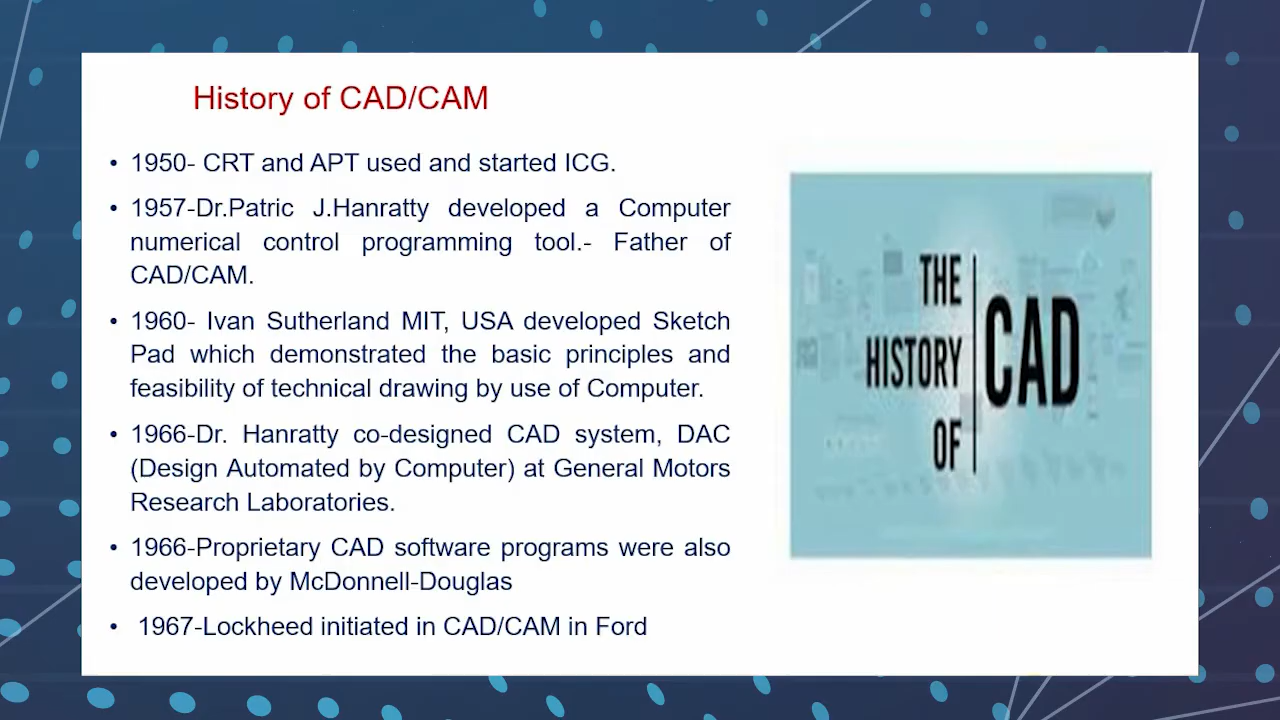 History of CAD/CAM
• 1950- CRT and APT used and started ICG.
• 1957-Dr.Patric J.Hanratty developed a Computer
numerical control programming tool.- Father of
CAD/CAM.
• 1960- Ivan Sutherland MIT, USA developed Sketch
Pad which demonstrated the basic principles and
feasibility of technical drawing by use of Computer.
• 1966-Dr. Hanratty co-designed CAD system, DAC
(Design Automated by Computer) at General Motors
Research Laboratories.
• 1966-Proprietary CAD software programs were also
developed by McDonnell-Douglas
• 1967-Lockheed initiated in CAD/CAM in Ford
THE
HISTORY
OF
CAD